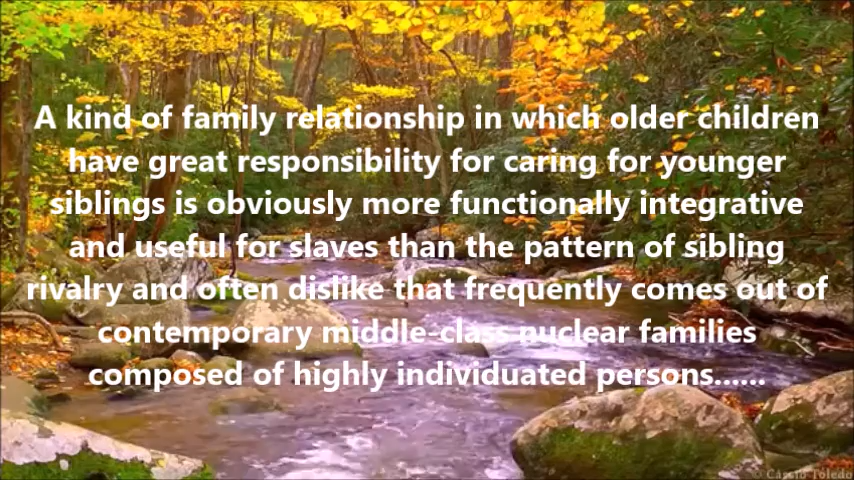 A kind of family relationship in which older children
have great responsibility for caring for younger
siblings is obviously more functionally integrative
and useful for slaves than the pattern of sibling
rivalry and often dislike that frequently comes out of
contemporary middle-class nuclear families
composed of highly individuated persons......
© Cássio Toledo